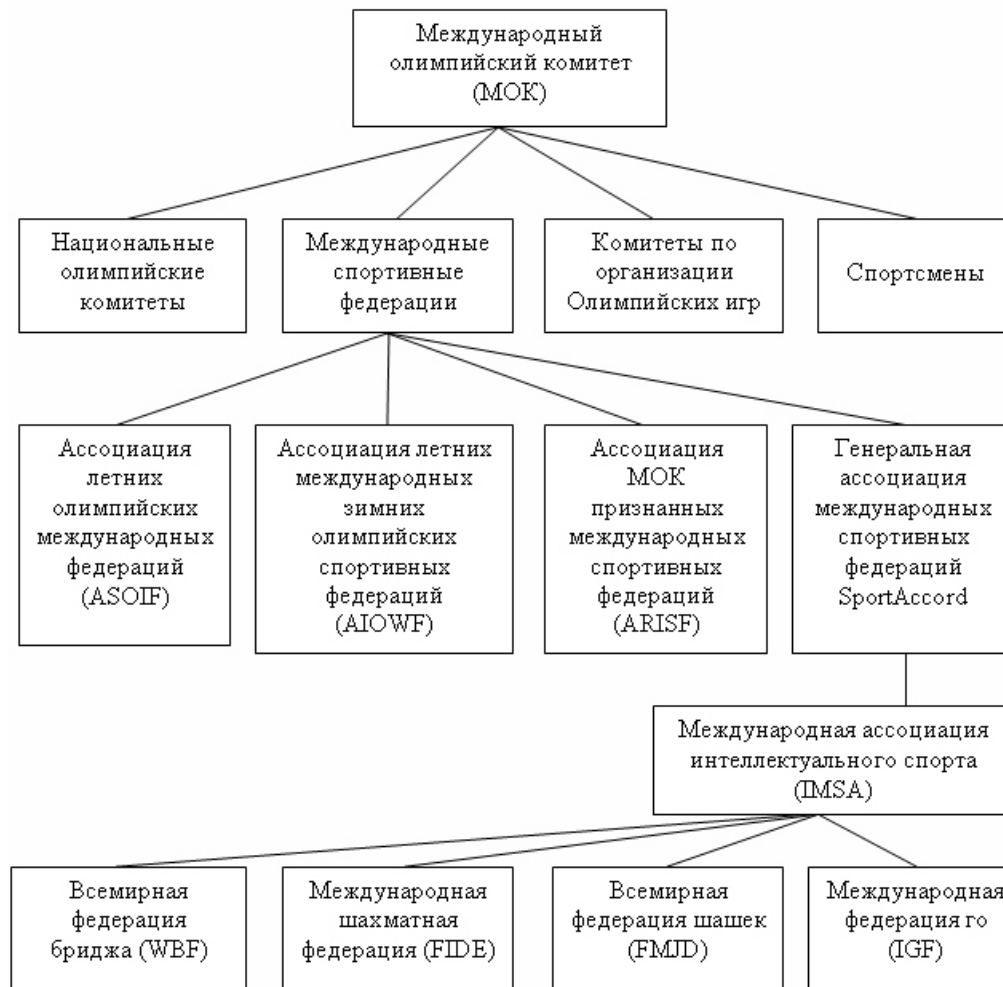 Международный
олимпийский комитет
(МОК)
Национальные
олимпийские
комитеты
Международные
спортивные
федерации
Комитеты по
организации
Олимпийских игр
Спортсмены
Ассоциация
летних
олимпийских
международных
федераций
(ASOIF)
Ассоциация летних
международных
зимних
олимпийских
спортивных
федераций
(AIOWF)
Ассоциация
МОК
признанных
международных
спортивных
федераций
(ARISF)
Генеральная
ассоциация
международных
спортивных
федераций
SportAccord
Международная ассоциация
интеллектуального спорта
(IMSA)
Всемирная
федерация
бриджа (WBF)
Международная
шахматная
федерация (FIDE)
Всемирная
федерация шашек
(FMJD)
Международная
федерация го
(IGF)